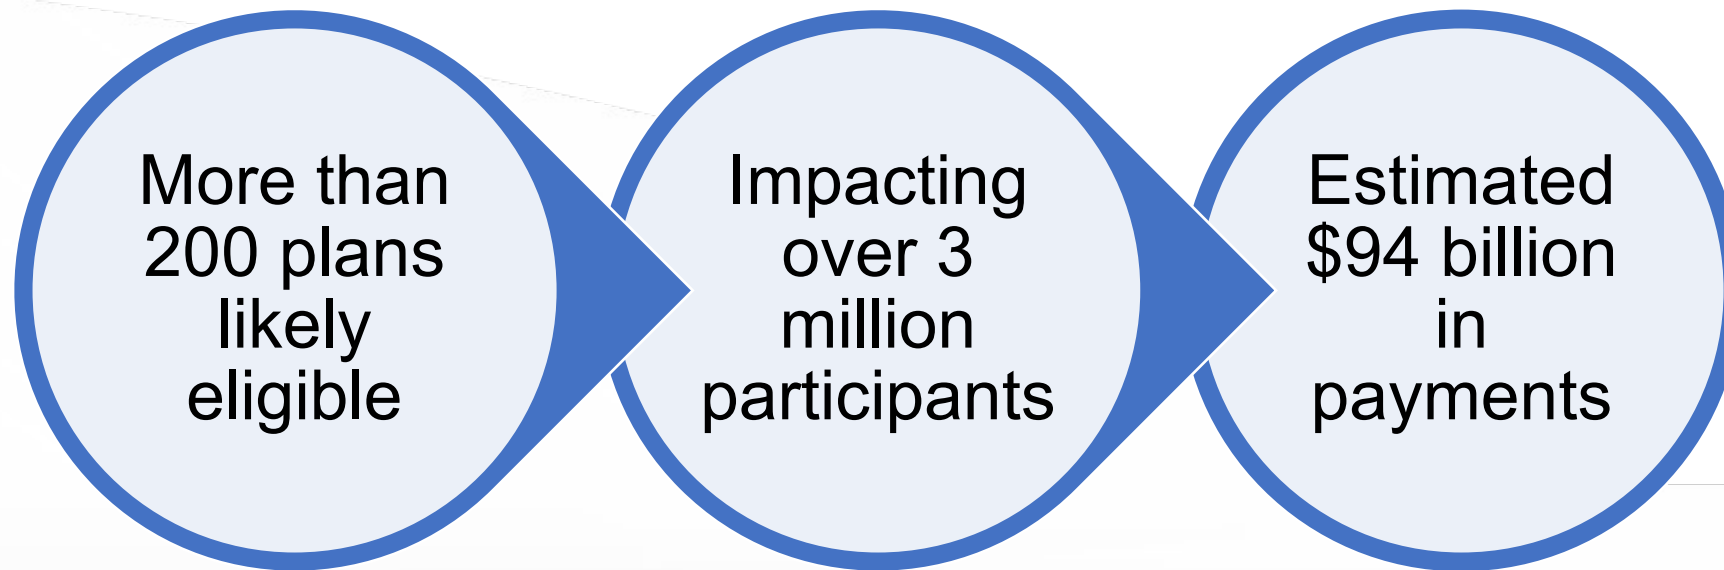 More than
200 plans
likely
eligible
Impacting
over 3
million
participants
Estimated
$94 billion
in
payments